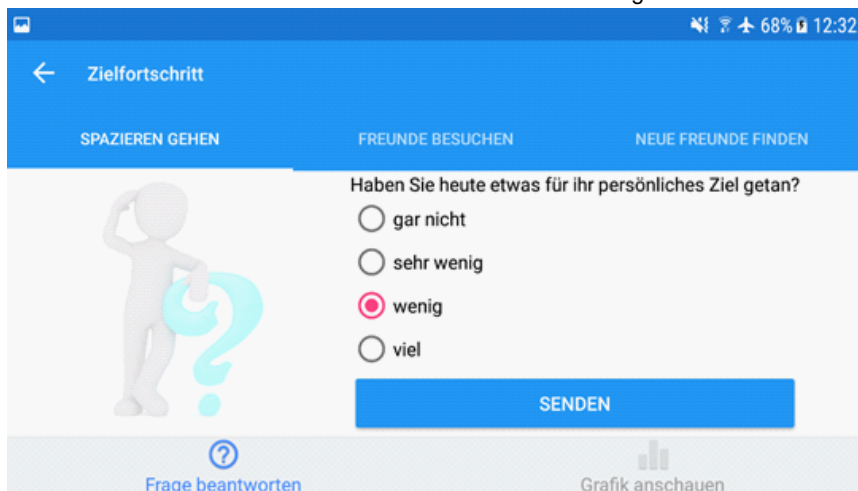 68% 12:32
Zielfortschritt
SPAZIEREN GEHEN FREUNDE BESUCHEN NEUE FREUNDE FINDEN
Haben Sie heute etwas für ihr persönliches Ziel getan?
gar nicht
sehr wenig
wenig
viel
SENDEN
Frage beantworten Grafik anschauen